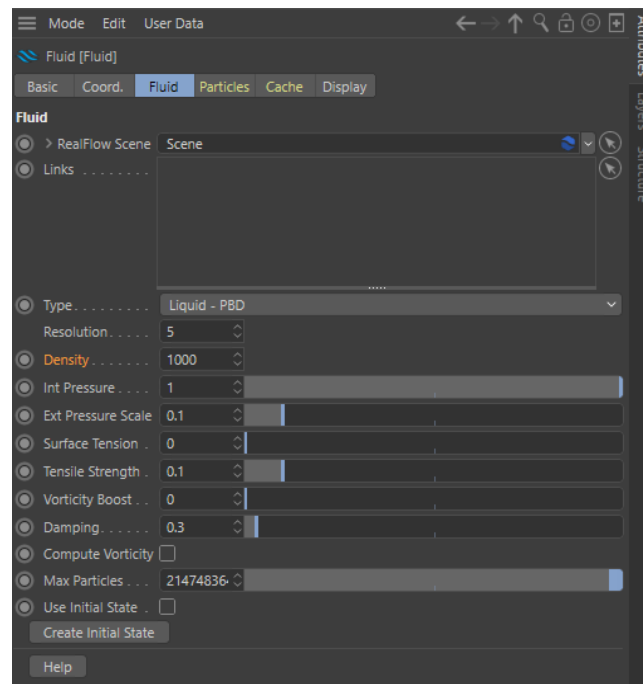 Mode Edit User Data
Fluid [Fluid]
Basic Coord. Fluid Particles Cache Display
Fluid
> RealFlow Scene Scene
Links . . . . . . . .
Type. . . . . . . . . Liquid - PBD
Resolution. . . . . 5
Density . . . . . . . 1000
Int Pressure . . . . 1
Ext Pressure Scale 0.1
Surface Tension . 0
Tensile Strength . 0.1
Vorticity Boost . . 0
Damping. . . . . . 0.3
Compute Vorticity
Max Particles . . . 21474836
Use Initial State .
Create Initial State
Help
Attributes
Layers
Structure